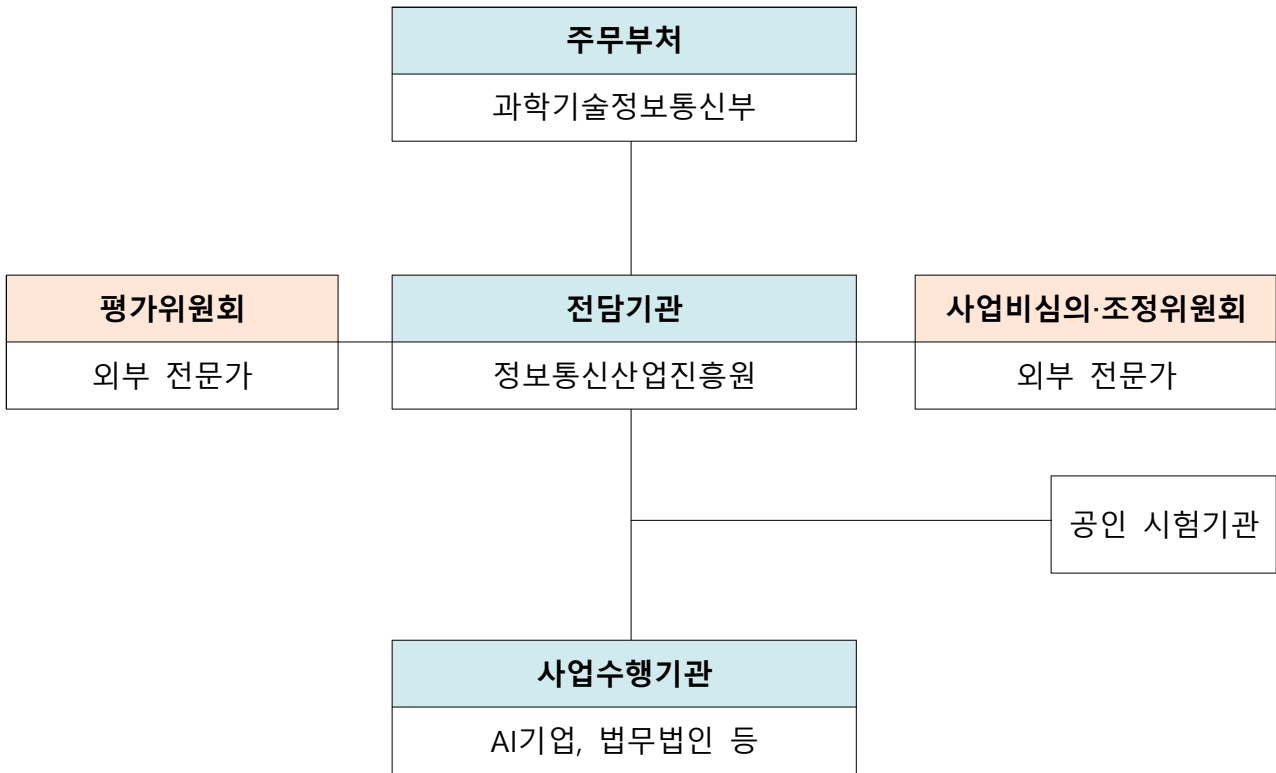 주무부처
과학기술정보통신부
평가위원회
외부 전문가
전담기관
정보통신산업진흥원
사업비심의·조정위원회
외부 전문가
공인 시험기관
사업수행기관
AI기업, 법무법인 등